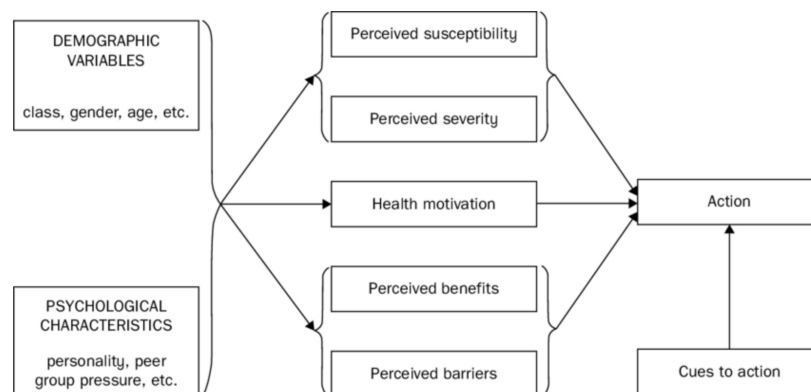 DEMOGRAPHIC
VARIABLES
class, gender, age, etc.
PSYCHOLOGICAL
CHARACTERISTICS
personality, peer
group pressure, etc.
Perceived susceptibility
Perceived severity
Health motivation
Perceived benefits
Perceived barriers
Action
Cues to action